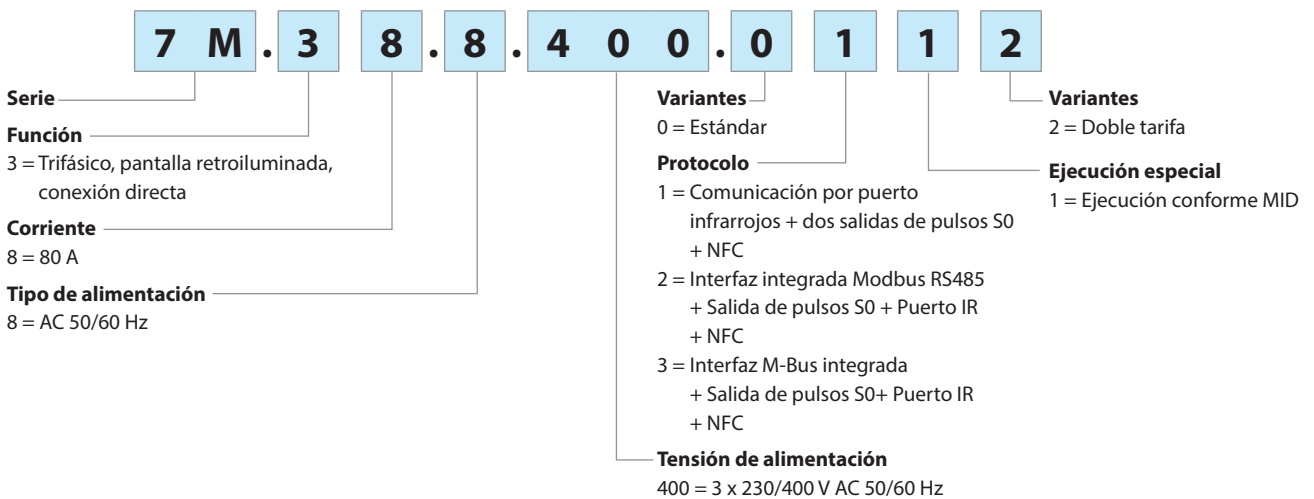 7 M . 3 8 . 8 . 4 0 0 . 0 1 1 2
Serie
Función
3 = Trifásico, pantalla retroiluminada,
conexión directa
Corriente
8 = 80 A
Tipo de alimentación
8 = AC 50/60 Hz
Variantes
0 = Estándar
Protocolo
1 = Comunicación por puerto
infrarrojos + dos salidas de pulsos S0
+ NFC
2 = Interfaz integrada Modbus RS485
+ Salida de pulsos S0 + Puerto IR
+ NFC
3 = Interfaz M-Bus integrada
+ Salida de pulsos S0+ Puerto IR
+ NFC
Tensión de alimentación
400 = 3 x 230/400 V AC 50/60 Hz
Variantes
2 = Doble tarifa
Ejecución especial
1 = Ejecución conforme MID